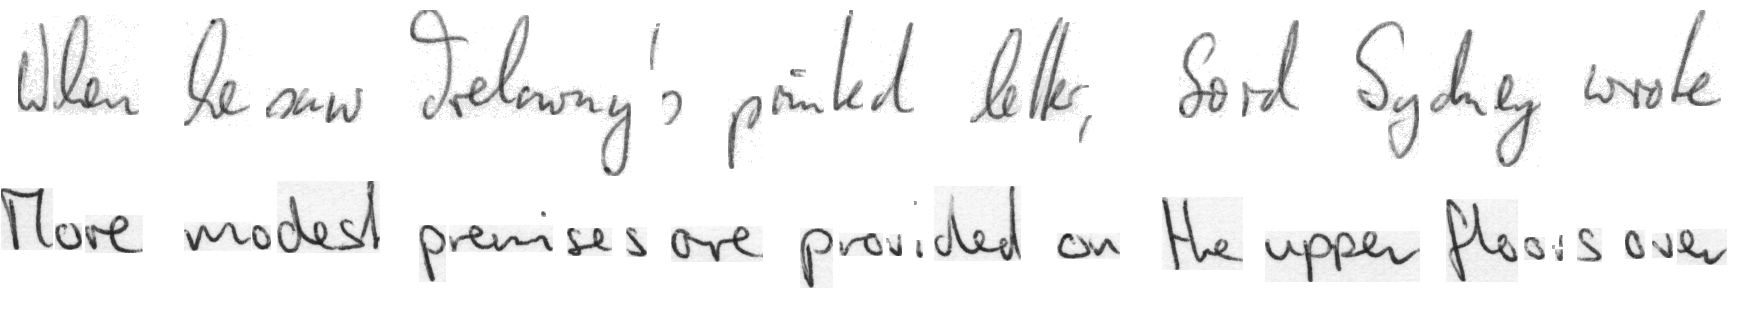 When he saw Trelawny's printed letter, Lord Sydney wrote
More modest premises are provided on the upper floors over